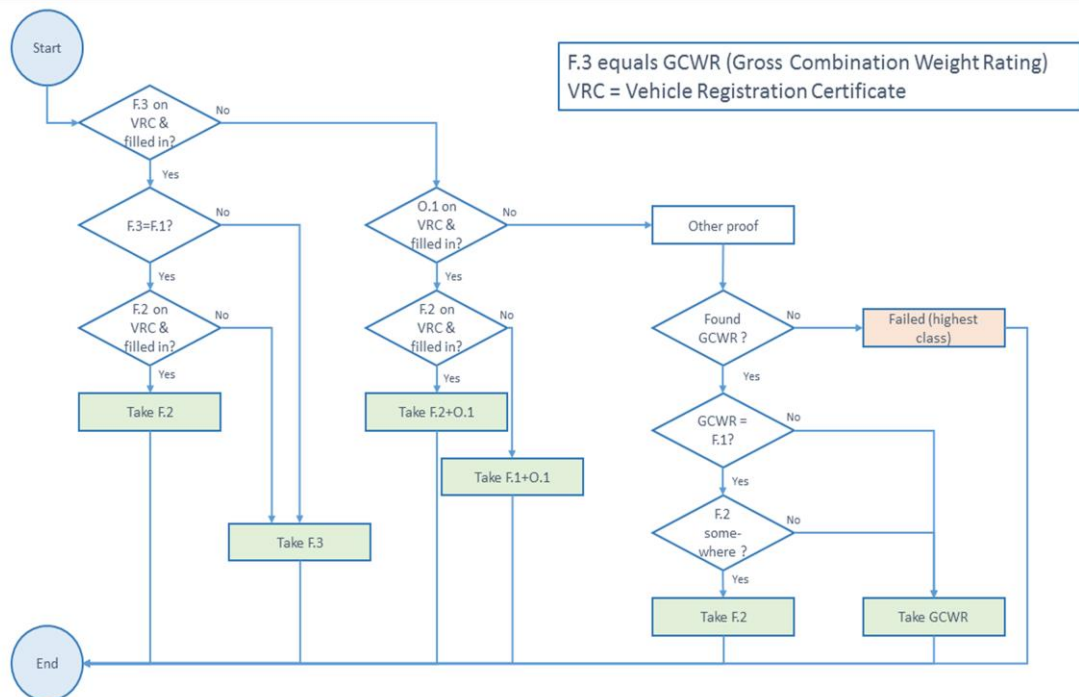 Start
F.3 equals GCWR (Gross Combination Weight Rating)
VRC = Vehicle Registration Certificate
F.3 on
VRC &
filled in?
No
Yes
F.3=F.1?
No
Yes
F.2 on
VRC &
filled in?
No
Yes
Take F.2
Take F.3
O.1 on
VRC &
filled in?
No
Yes
F.2 on
VRC &
filled in?
No
Yes
Take F.2+O.1
Take F.1+O.1
Other proof
Found
GCWR ?
No
Failed (highest
class)
Yes
GCWR =
F.1?
No
Yes
F.2
some-
where ?
No
Yes
Take F.2
Take GCWR
End